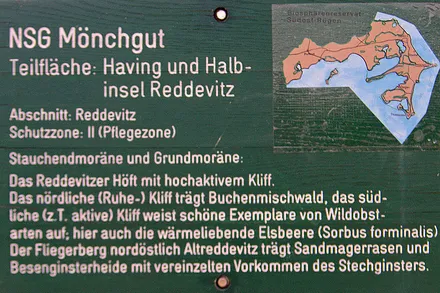 NSG Mönchgut
Teilfläche: Having und Halb-
insel Reddevitz
Abschnitt: Reddevitz
Schutzzone: II (Pflegezone)
Stauchendmoräne und Grundmoräne:
Das Reddevitzer Höft mit hochaktivem Kliff.
Das nördliche (Ruhe-) Kliff trägt Buchenmischwald, das süd-
liche (z.T. aktive) Kliff weist schöne Exemplare von Wildobst-
arten auf; hier auch die wärmeliebende Elsbeere (Sorbus forminalis)
Der Fliegerberg nordöstlich Altreddevitz trägt Sandmagerrasen und
Besenginsterheide mit vereinzelten Vorkommen des Stechginsters.
Biosphärenreservat
Südost-Rügen